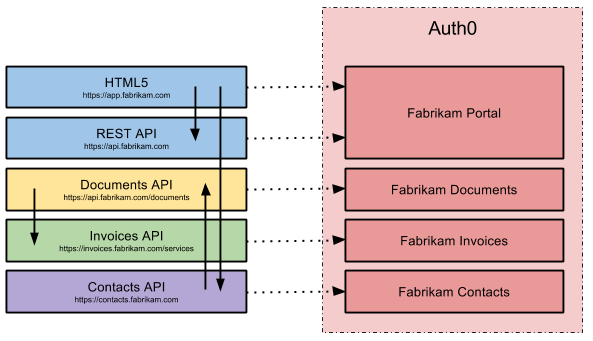 Auth0
HTML5
https://app.fabrikam.com
REST API
https://api.fabrikam.com
Fabrikam Portal
Documents API
https://api.fabrikam.com/documents
Fabrikam Documents
Invoices API
https://invoices.fabrikam.com/services
Fabrikam Invoices
Contacts API
https://contacts.fabrikam.com
Fabrikam Contacts